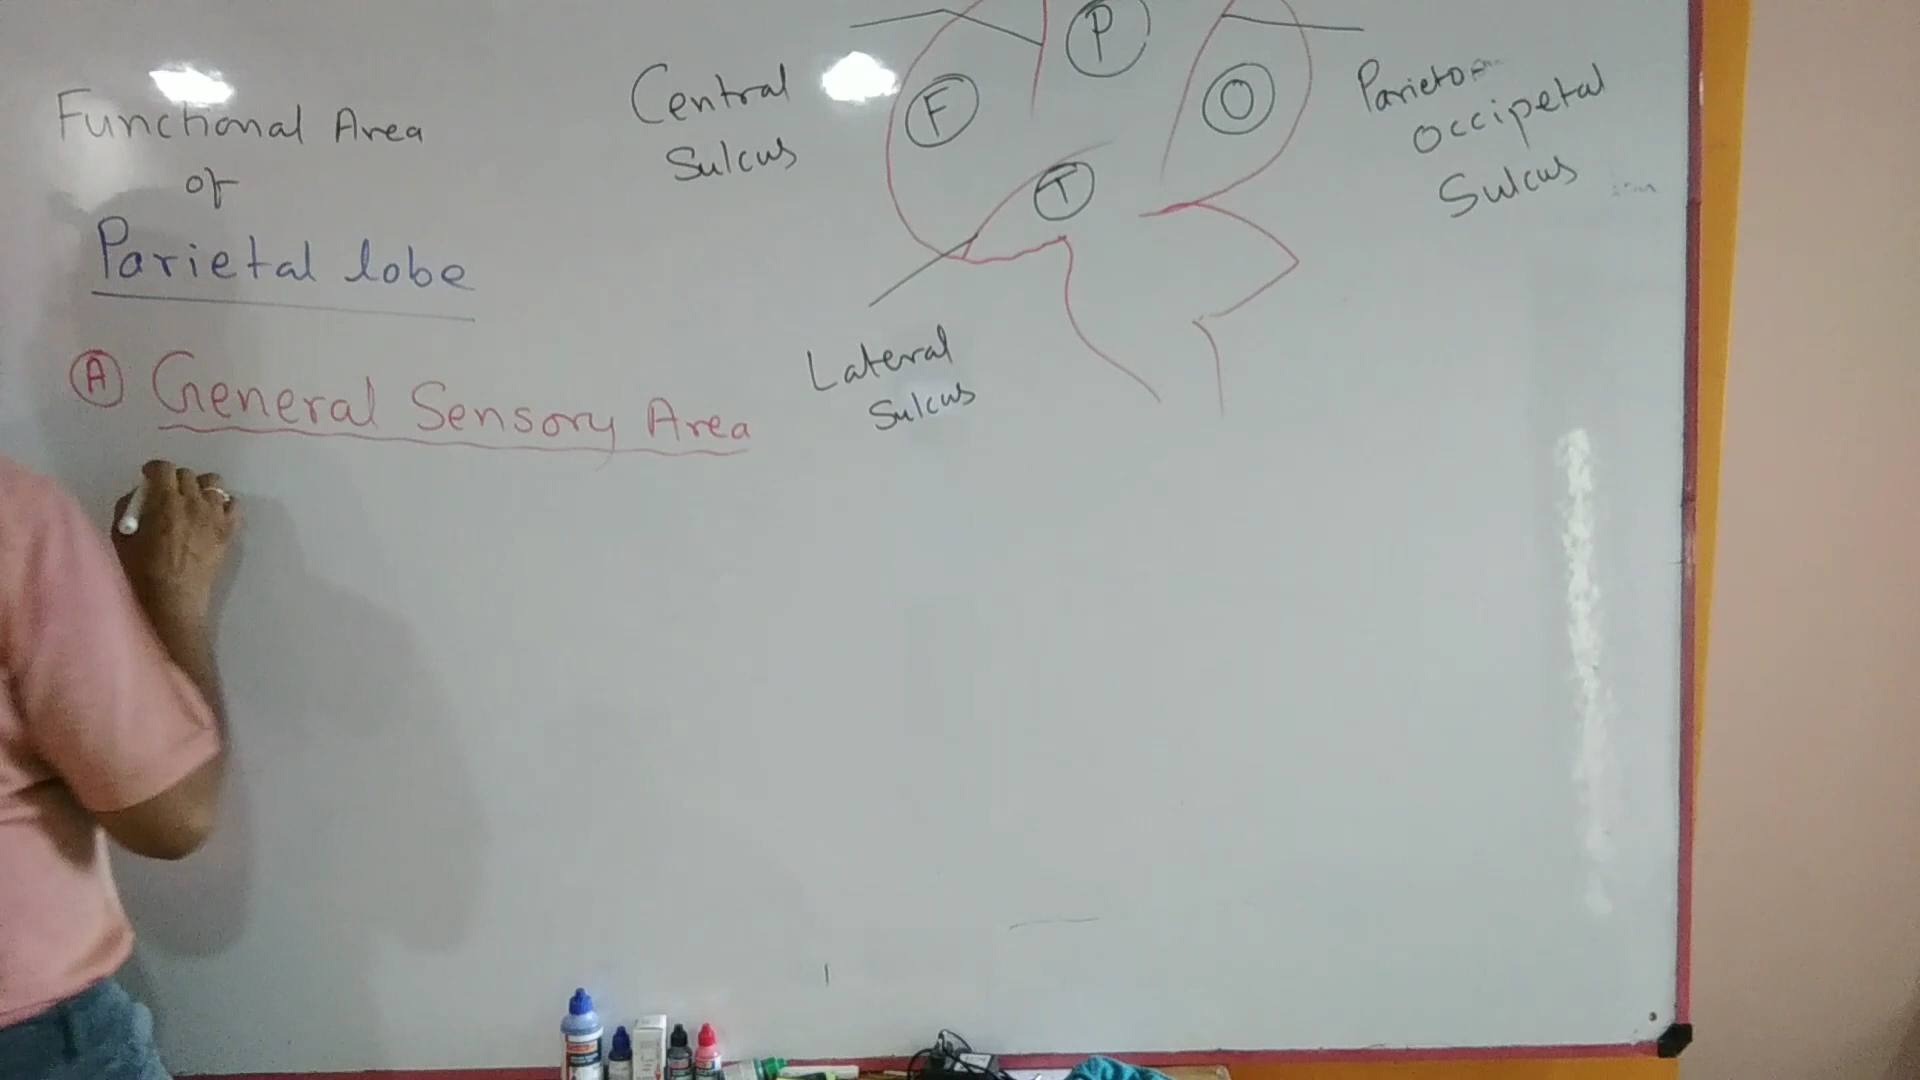 Functional Area
of
Parietal lobe
A General Sensory Area
Central
Sulcus
F
P
O
T
Lateral
Sulcus
Parieto-
Occipetal
Sulcus